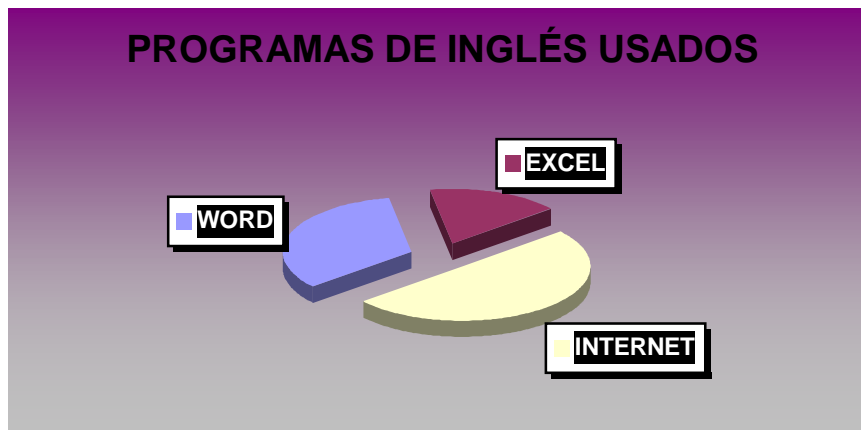 PROGRAMAS DE INGLÉS USADOS
EXCEL
WORD
INTERNET